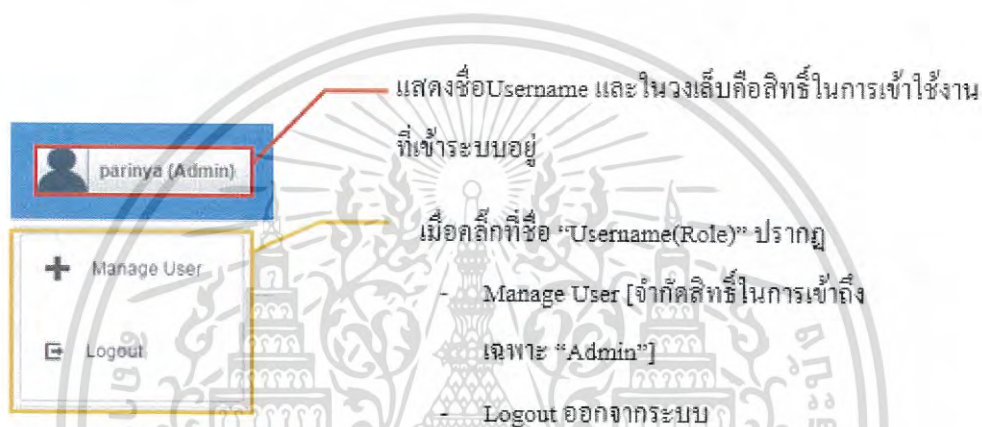 แสดงชื่อUsername และในวงเล็บคือสิทธิ์ในการเข้าใช้งาน
ที่เข้าระบบอยู่
parinya (Admin)
เมื่อคลิ๊กที่ชื่อ “Username(Role)” ปรากฏ
Manage User
- Manage User [จำกัดสิทธิ์ในการเข้าถึง
เฉพาะ “Admin”]
Logout
- Logout ออกจากระบบ